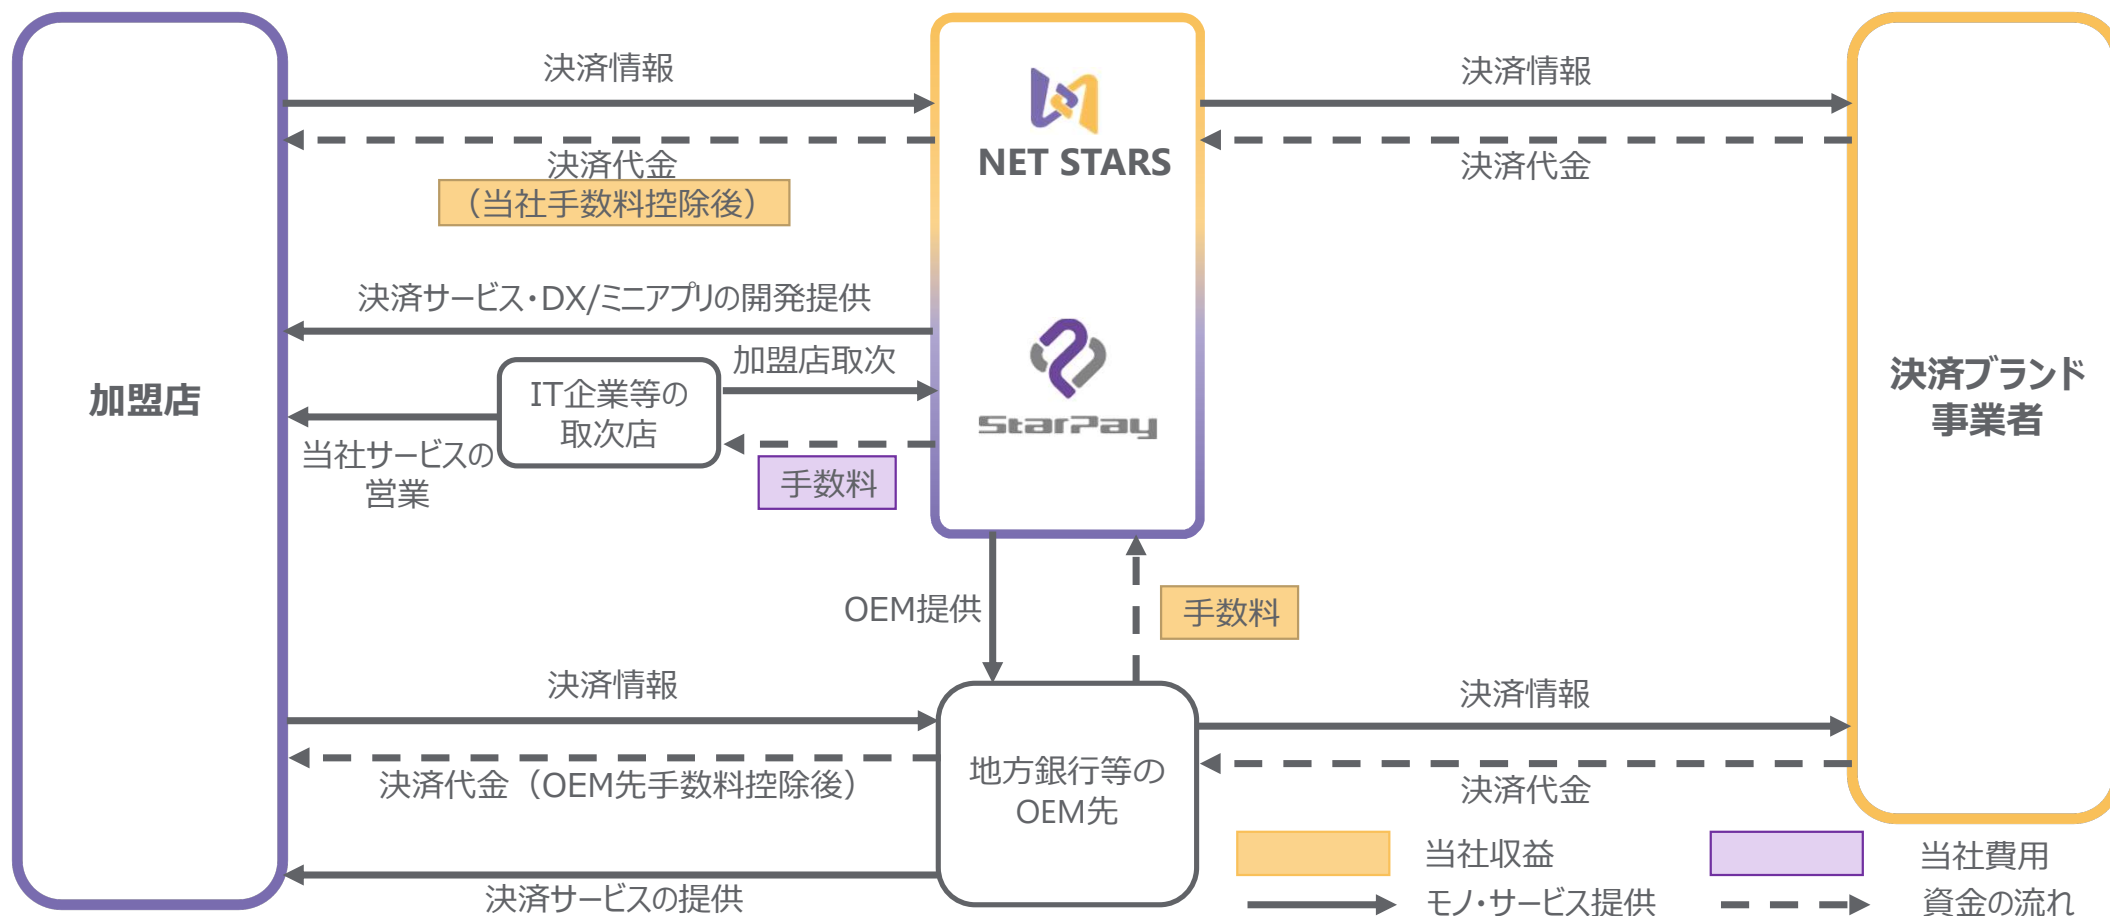 決済情報
決済情報
決済代金
（当社手数料控除後）
NET STARS
決済代金
決済サービス・DX/ミニアプリの開発提供
加盟店取次
加盟店
IT企業等の
取次店
StarPay
決済ブランド
事業者
当社サービスの
営業
手数料
OEM提供
手数料
決済情報
決済情報
決済代金（OEM先手数料控除後）
地方銀行等の
OEM先
決済代金
当社収益
当社費用
決済サービスの提供
モノ・サービス提供
資金の流れ